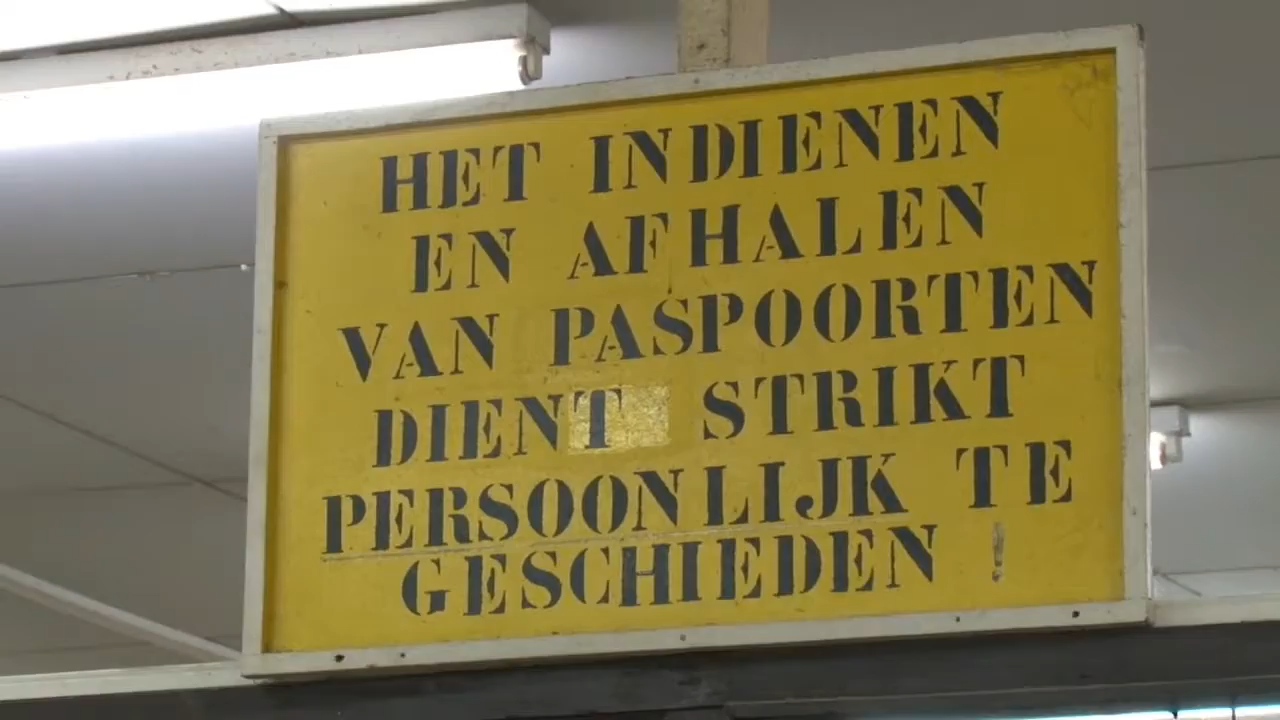 HET INDIENEN
EN AFHALEN
VAN PASPOORTEN
DIENT STRIKT
PERSOONLIJK TE
GESCHIEDEN !